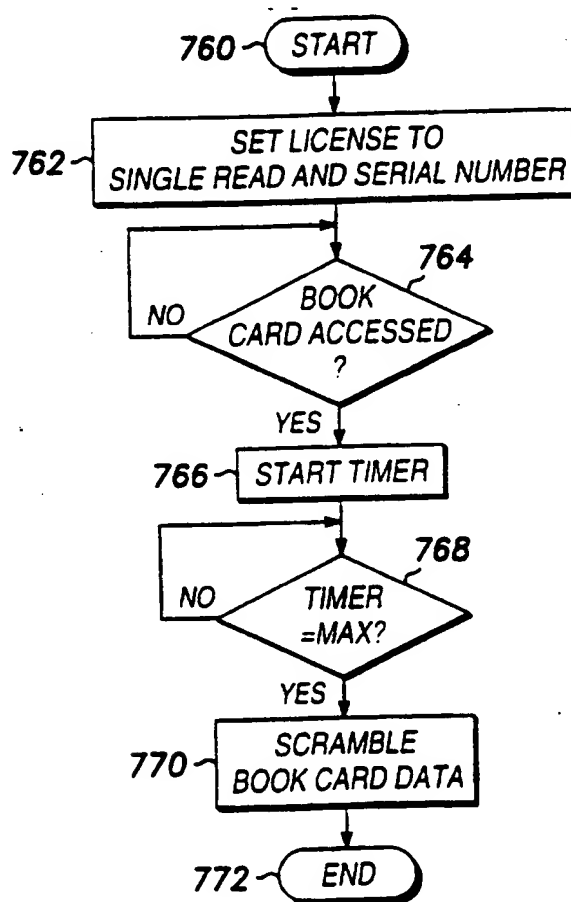 760 START
762 SET LICENSE TO
SINGLE READ AND SERIAL NUMBER
764
BOOK
NO CARD ACCESSED
?
YES
766 START TIMER
768
NO TIMER
=MAX?
YES
770 SCRAMBLE
BOOK CARD DATA
772 END